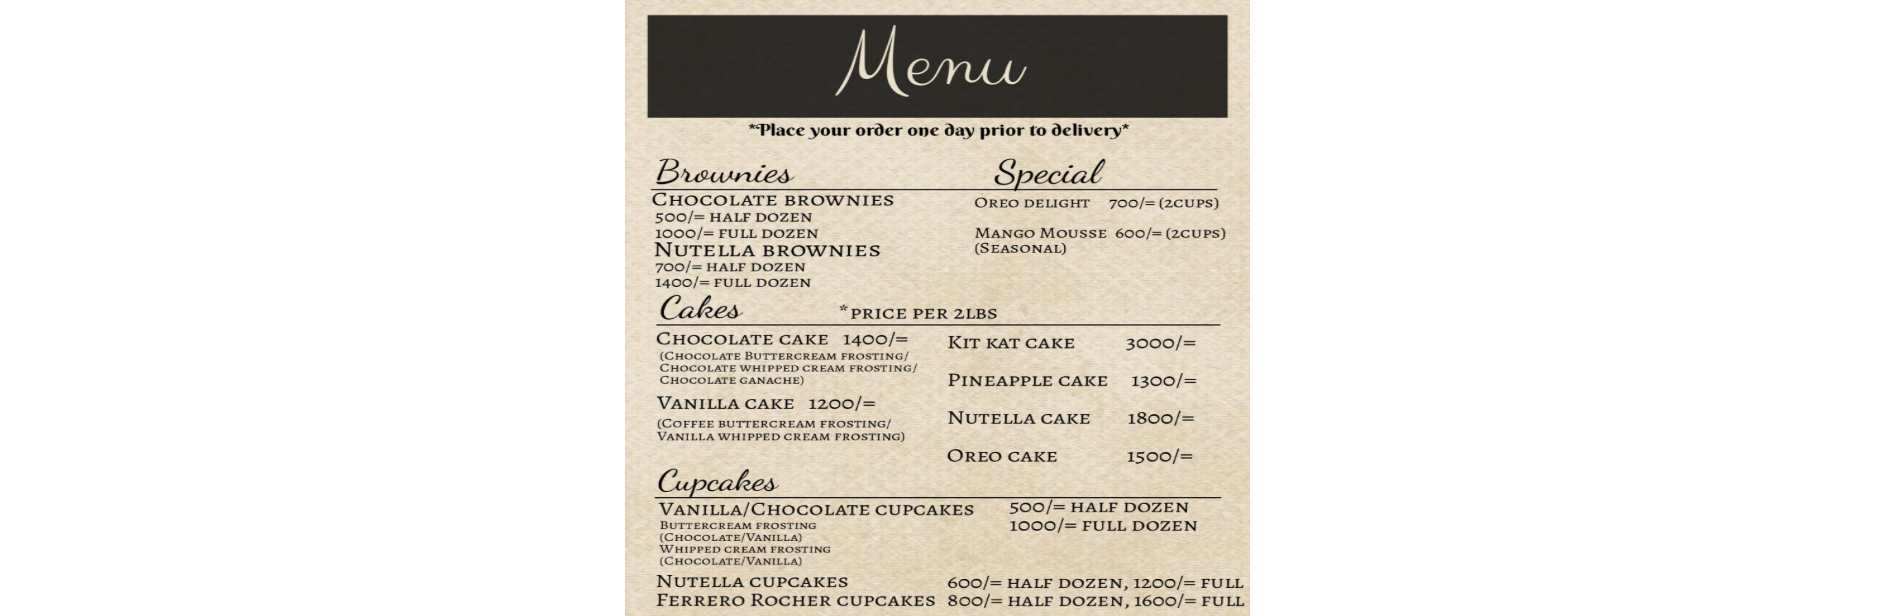 Menu
*Place your order one day prior to delivery*
Brownies
CHOCOLATE BROWNIES
500/= HALF DOZEN
1000/= FULL DOZEN
NUTELLA BROWNIES
700/= HALF DOZEN
1400/= FULL DOZEN
Special
OREO DELIGHT 700/= (2CUPS)
MANGO MOUSSE 600/= (2CUPS)
(SEASONAL)
Cakes *PRICE PER 2LBS
CHOCOLATE CAKE 1400/=
(CHOCOLATE BUTTERCREAM FROSTING/
CHOCOLATE WHIPPED CREAM FROSTING/
CHOCOLATE GANACHE)
VANILLA CAKE 1200/=
(COFFEE BUTTERCREAM FROSTING/
VANILLA WHIPPED CREAM FROSTING)
KIT KAT CAKE 3000/=
PINEAPPLE CAKE 1300/=
NUTELLA CAKE 1800/=
OREO CAKE 1500/=
Cupcakes
VANILLA/CHOCOLATE CUPCAKES
BUTTERCREAM FROSTING
(CHOCOLATE/VANILLA)
WHIPPED CREAM FROSTING
(CHOCOLATE/VANILLA)
500/= HALF DOZEN
1000/= FULL DOZEN
NUTELLA CUPCAKES 600/= HALF DOZEN, 1200/= FULL
FERRERO ROCHER CUPCAKES 800/= HALF DOZEN, 1600/= FULL